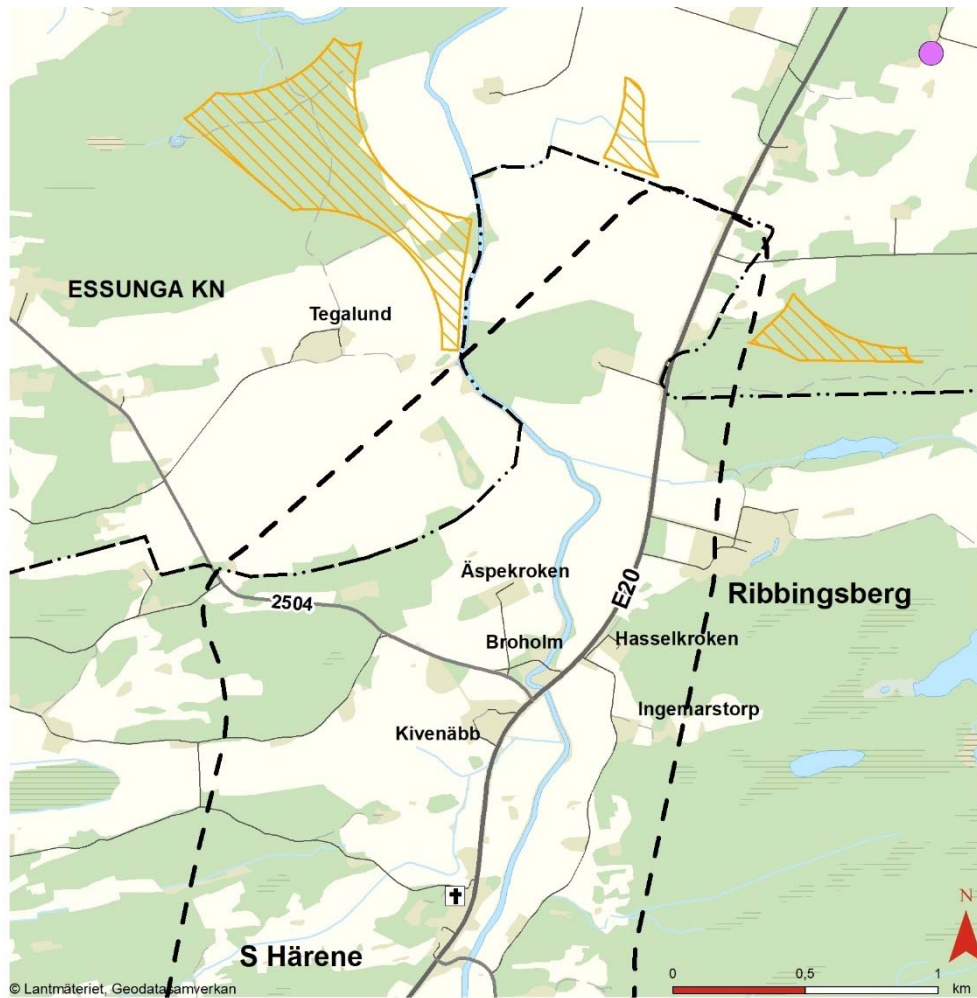 ESSUNGA KN
Tegalund
Äspekroken
2504
E20
Ribbingsberg
Broholm
Hasselkroken
Kivenäbb
Ingemarstorp
N
S Härene
0 0,5 1
km
© Lantmäteriet, Geodatasamverkan